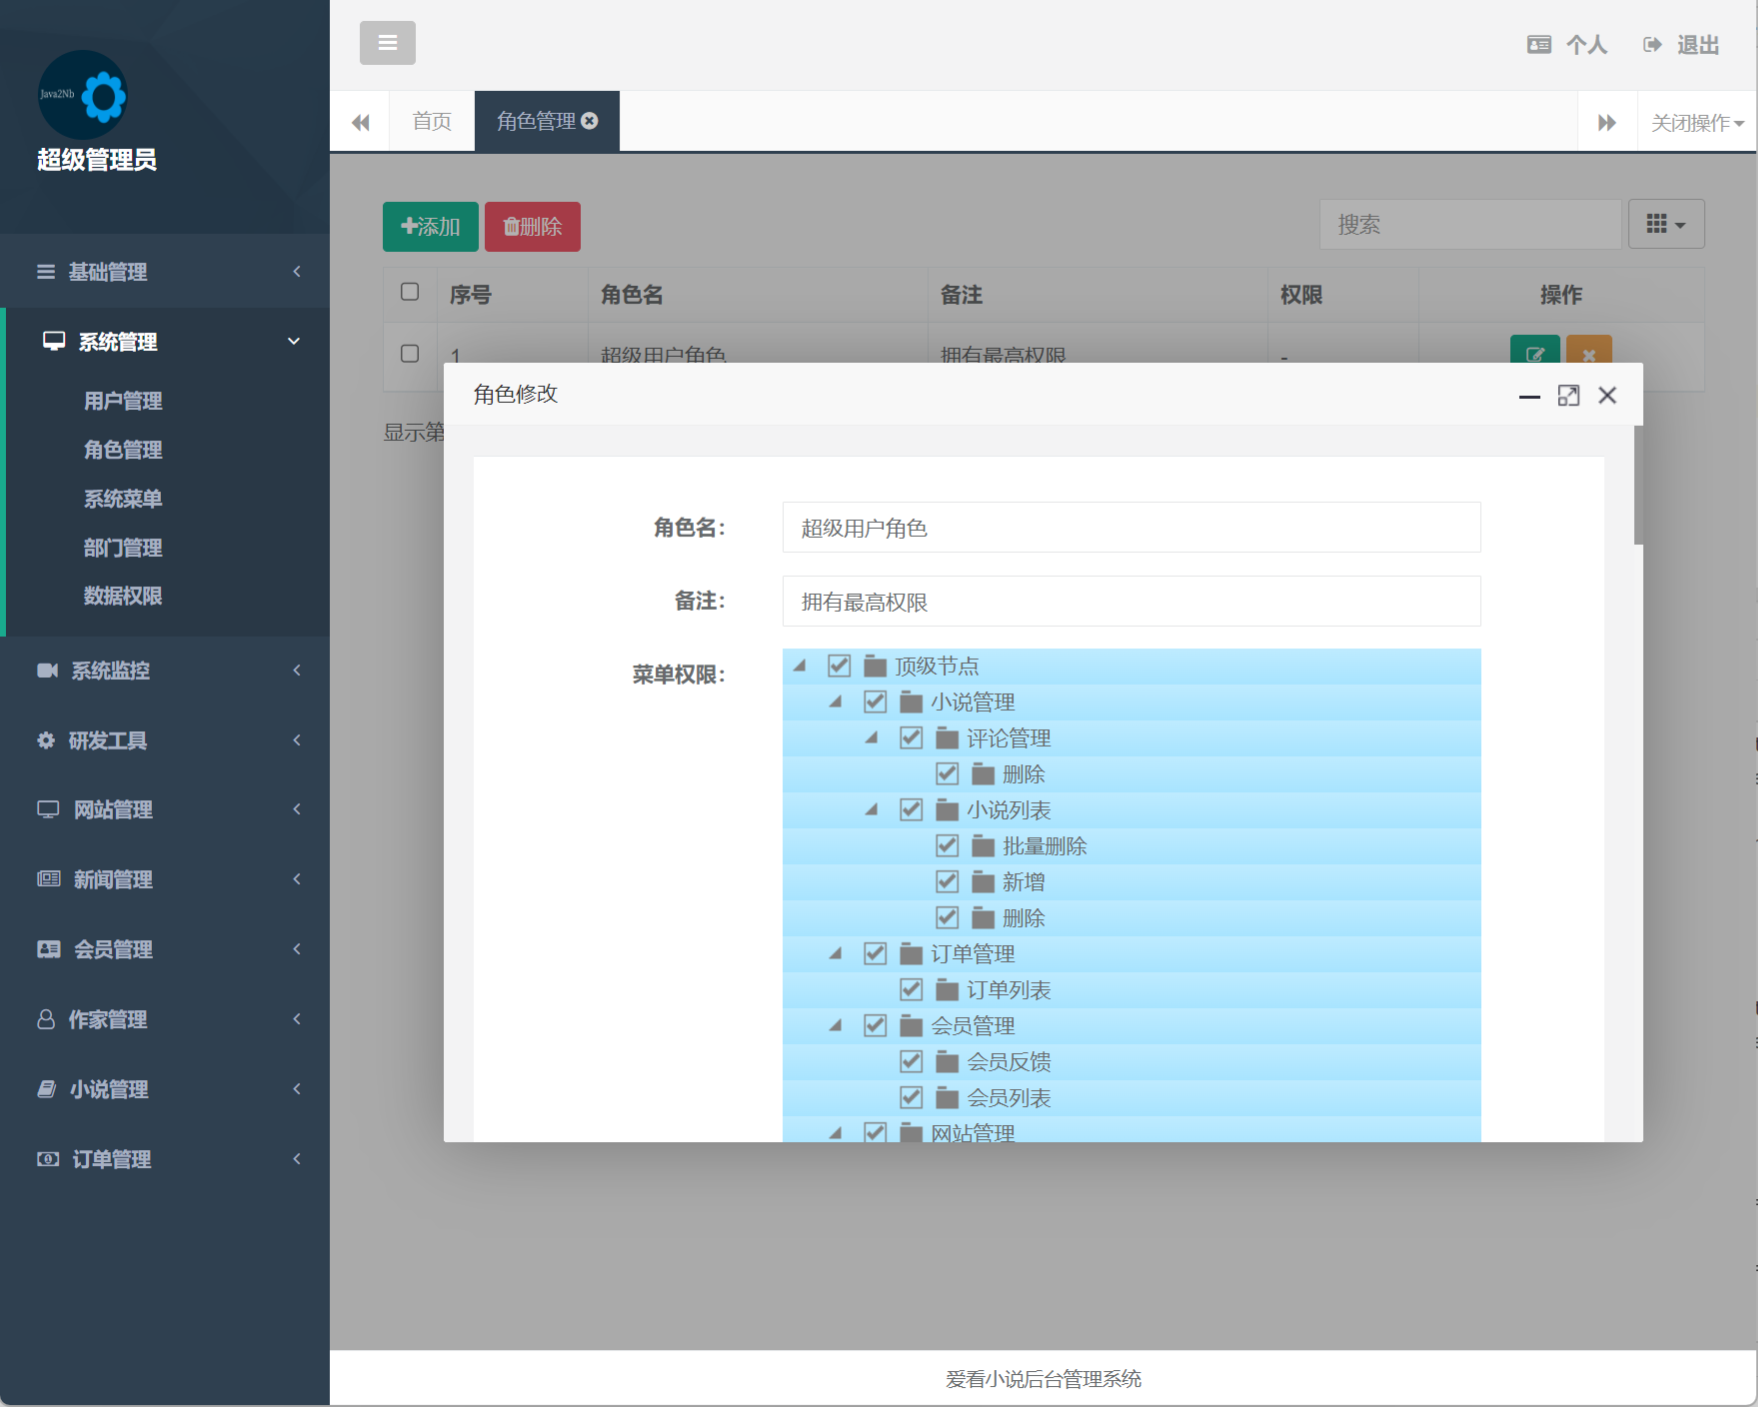 Java2Nb
超级管理员
基础管理
系统管理
用户管理
角色管理
系统菜单
部门管理
数据权限
系统监控
研发工具
网站管理
新闻管理
会员管理
作家管理
小说管理
订单管理
个人 退出
首页 角色管理 关闭操作
添加 删除 搜索
序号 角色名 备注 权限 操作
1 超级用户角色 拥有最高权限 -
显示第
角色修改
角色名： 超级用户角色
备注： 拥有最高权限
菜单权限： 顶级节点
小说管理
评论管理
删除
小说列表
批量删除
新增
删除
订单管理
订单列表
会员管理
会员反馈
会员列表
网站管理
爱看小说后台管理系统